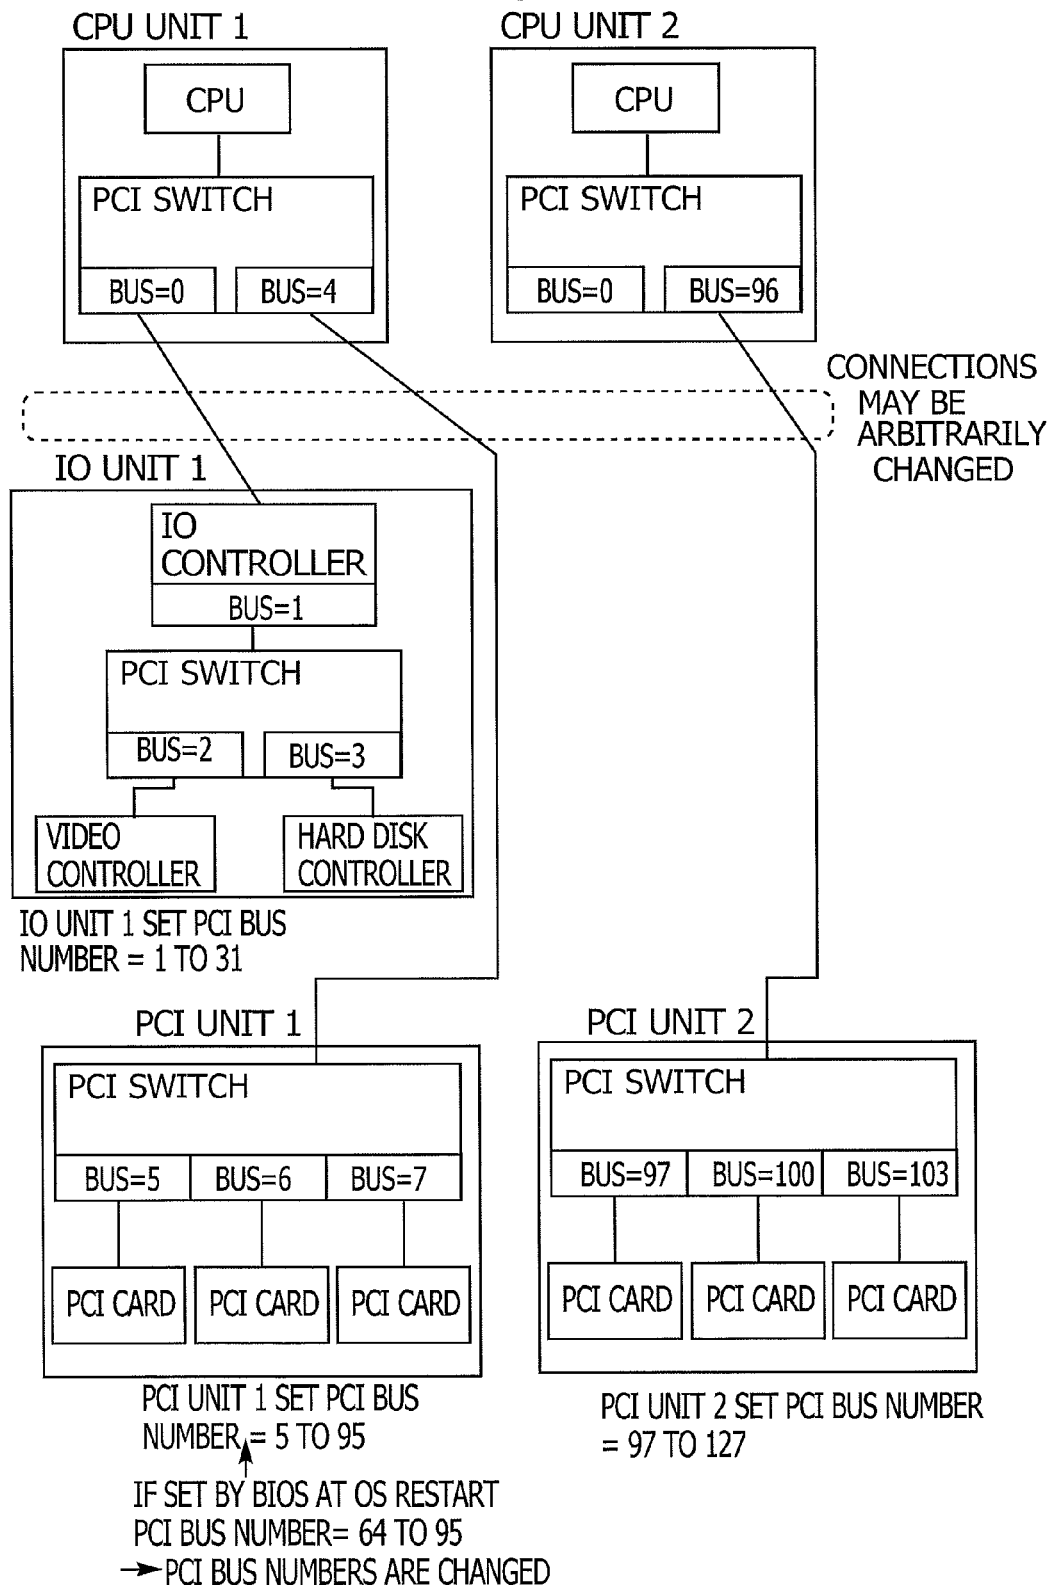 CPU UNIT 1
CPU
PCI SWITCH
BUS=0
BUS=4
CPU UNIT 2
CPU
PCI SWITCH
BUS=0
BUS=96
CONNECTIONS
MAY BE
ARBITRARILY
CHANGED
IO UNIT 1
IO
CONTROLLER
BUS=1
PCI SWITCH
BUS=2
BUS=3
VIDEO
CONTROLLER
HARD DISK
CONTROLLER
IO UNIT 1 SET PCI BUS
NUMBER = 1 TO 31
PCI UNIT 1
PCI SWITCH
BUS=5
BUS=6
BUS=7
PCI CARD
PCI CARD
PCI CARD
PCI UNIT 1 SET PCI BUS
NUMBER = 5 TO 95
IF SET BY BIOS AT OS RESTART
PCI BUS NUMBER= 64 TO 95
→PCI BUS NUMBERS ARE CHANGED
PCI UNIT 2
PCI SWITCH
BUS=97
BUS=100
BUS=103
PCI CARD
PCI CARD
PCI CARD
PCI UNIT 2 SET PCI BUS NUMBER
= 97 TO 127